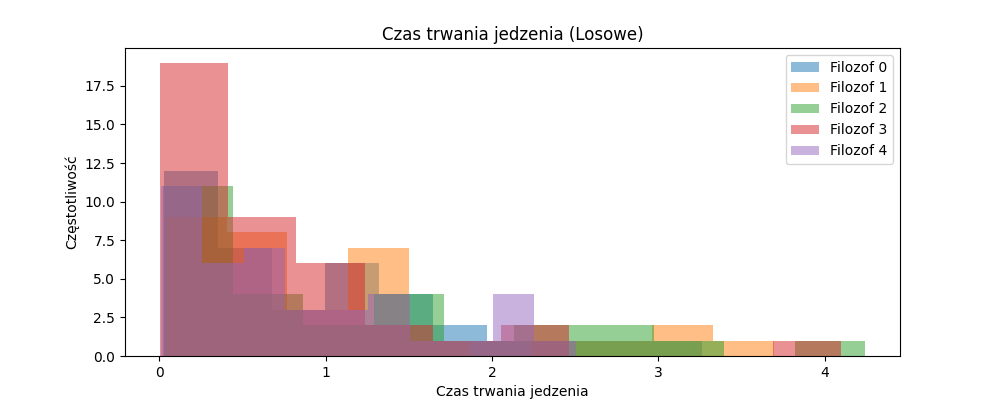 Czas trwania jedzenia (Losowe)
Filozof 0
Filozof 1
Filozof 2
Filozof 3
Filozof 4
Częstotliwość
17.5
15.0
12.5
10.0
7.5
5.0
2.5
0.0
0 1 2 3 4
Czas trwania jedzenia